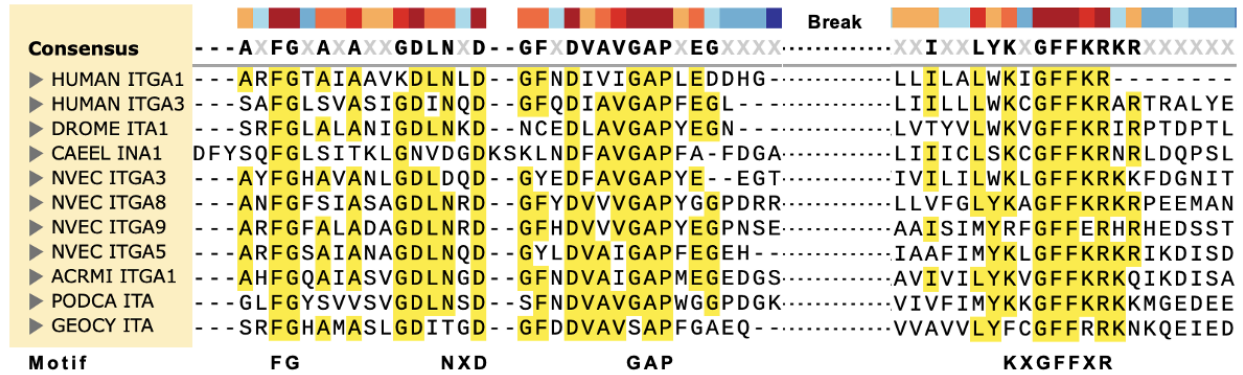 Break
Consensus ---AXFGXAXAXXGDLNXD--GFXDVAVGAPXEGXXXX ............ XXIXXLYKXGFFKRKRXXXXXX
HUMAN ITGA1 ---ARFGTAIAAVKDLNLD--GFNDIVIGAPLEDDHG- ............ LLILALWKIGFFKR--------
HUMAN ITGA3 ---SAFGLSVASIGDINQD--GFQDIAVGAPFEGL--- ............ LIILLLWKCGFFKRARTRALYE
DROME ITA1 ---SRFGLALANIGDLNKD--NCEDLAVGAPYEGN--- ............ LVTYVLWKVGFFKRIRPTDPTL
CAEEL INA1 DFYSQFGLSITKLGNVDGDKSKLNDFAVGAPFA-FDGA ............ LIIICLSKCGFFKRNRLDQPSL
NVEC ITGA3 ---AYFGHAVANLGDLDQD--GYEDFAVGAPYE--EGT ............ IVILILWKLGFFKRKKFDGNIT
NVEC ITGA8 ---ANFGFSIASAGDLNRD--GFYDVVVGAPYGGPDRR ............ LLVFGLYKAGFFKRKRPEEMAN
NVEC ITGA9 ---ARFGFALADAGDLNRD--GFHDVVVGAPYEGPNSE ............ AAISIMYRFGFFERHRHEDSST
NVEC ITGA5 ---ARFGSAIANAGDLNQD--GYLDVAIGAPFEGEH-- ............ IAAFIMYKLGFFKRKRIKDISD
ACRMI ITGA1 ---AHFGQAIASVGDLNGD--GFNDVAIGAPMEGEDGS ............ AVIVILYKVGFFKRKQIKDISA
PODCA ITA ---GLFGYSVVSVGDLNSD--SFNDVAVGAPWGGPDGK ............ VIVFIMYKKGFFKRKKMGEDEE
GEOCY ITA ---SRFGHAMASLGDITGD--GFDDVAVSAPFGAEQ-- ............ VVAVVLYFCGFFRRKNKQEIED
Motif FG NXD GAP KXGFFXR